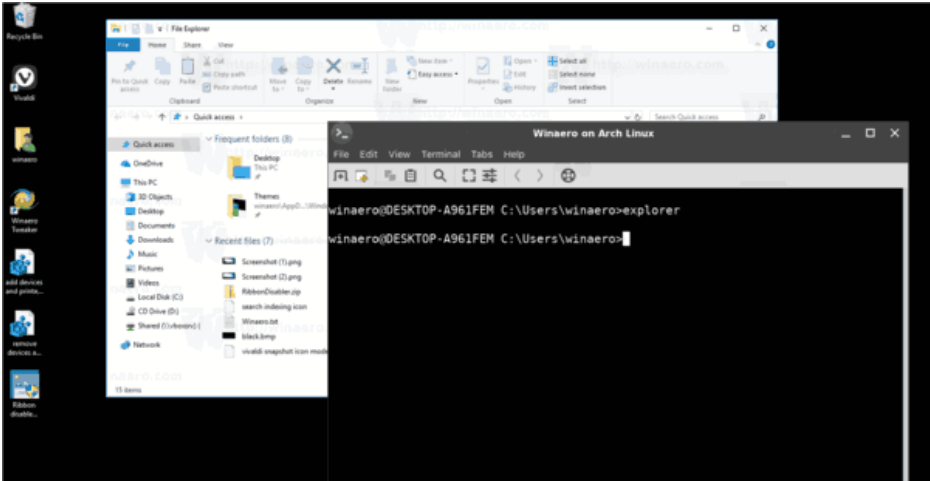 Recycle Bin
Vivaldi
winaero
Winaero
Tweaker
add devices
and printe...
remove
devices a...
Ribbon
disable...
File Explorer
File Home Share View
Pin to Quick
access
Copy
Paste
Cut
Copy path
Paste shortcut
Clipboard
Move
to
Copy
to
Delete
Rename
Organize
New
folder
New item
Easy access
New
Properties
Open
Edit
History
Open
Select all
Select none
Invert selection
Select
Quick access
Search Quick access
Quick access
OneDrive
This PC
3D Objects
Desktop
Documents
Downloads
Music
Pictures
Videos
Local Disk (C:)
CD Drive (D:)
Network
15 items
Frequent folders (8)
Desktop
This PC
Themes
Recent files (7)
Screenshot (1).png
Screenshot (2).png
RibbonDisabler.zip
search indexing icon
Winaero.txt
black.bmp
vivaldi snapshot icon
Winaero on Arch Linux
File Edit View Terminal Tabs Help
winaero@DESKTOP-A961FEM C:\Users\winaero>explorer
winaero@DESKTOP-A961FEM C:\Users\winaero>